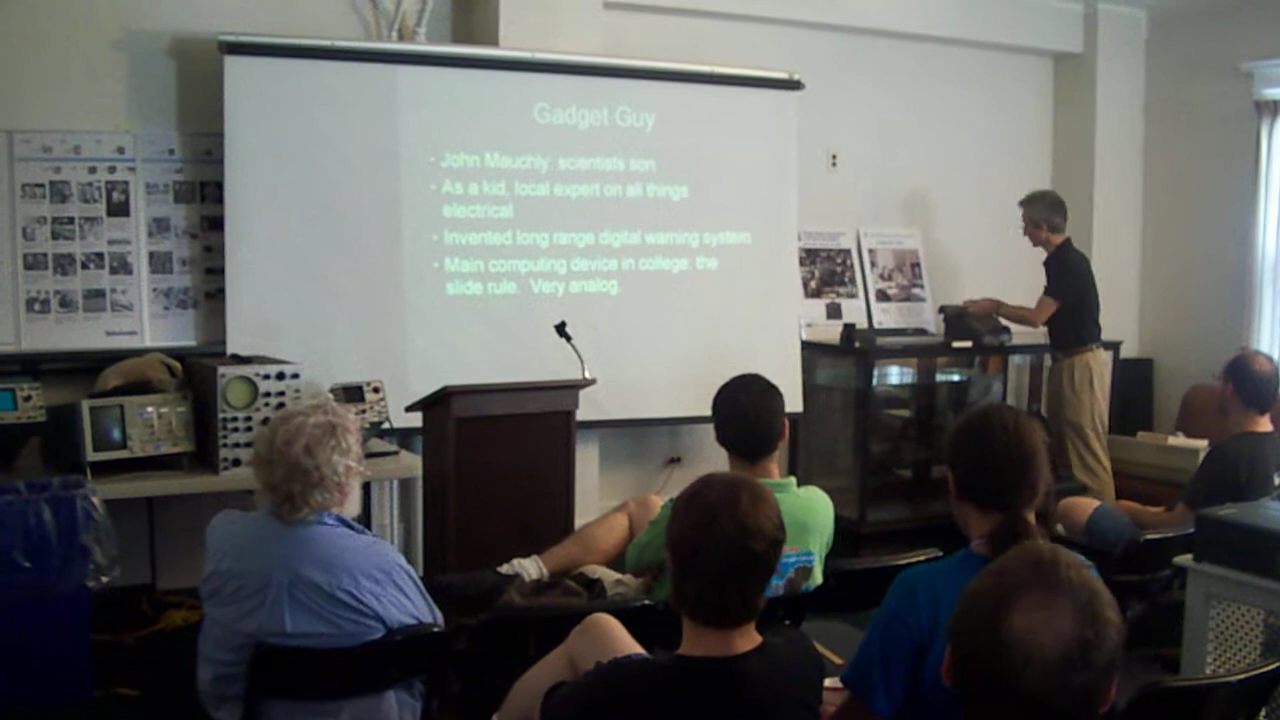 Gadget Guy
· John Mauchly: scientists son
· As a kid, local expert on all things
electrical
· Invented long range digital warning system
· Main computing device in college: the
slide rule. Very analog.